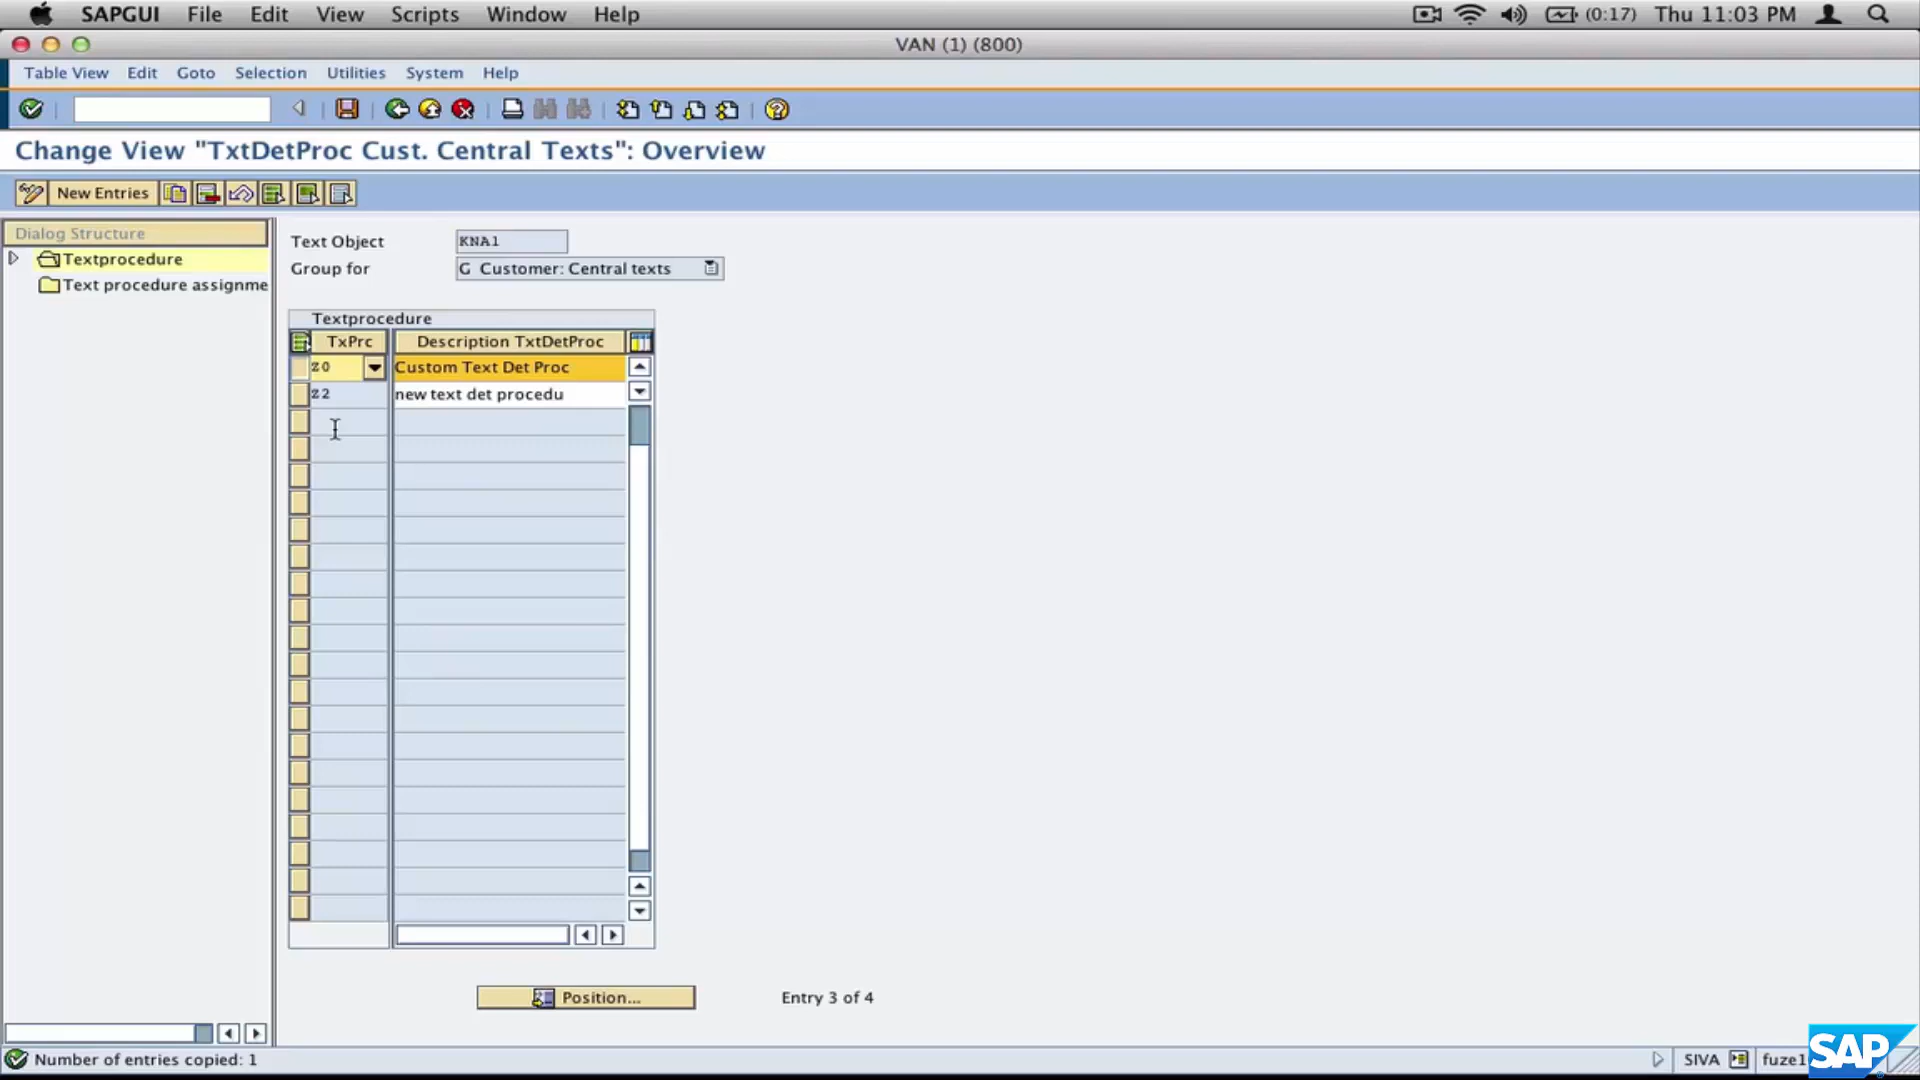 SAPGUI File Edit View Scripts Window Help (0:17) Thu 11:03 PM
VAN (1) (800)
Table View Edit Goto Selection Utilities System Help
Change View "TxtDetProc Cust. Central Texts": Overview
New Entries
Dialog Structure
Textprocedure
Text procedure assignme
Text Object KNA1
Group for G Customer: Central texts
Textprocedure
TxPrc Description TxtDetProc
Z0 Custom Text Det Proc
Z2 new text det procedu
Position... Entry 3 of 4
Number of entries copied: 1 SIVA fuze1
SAP